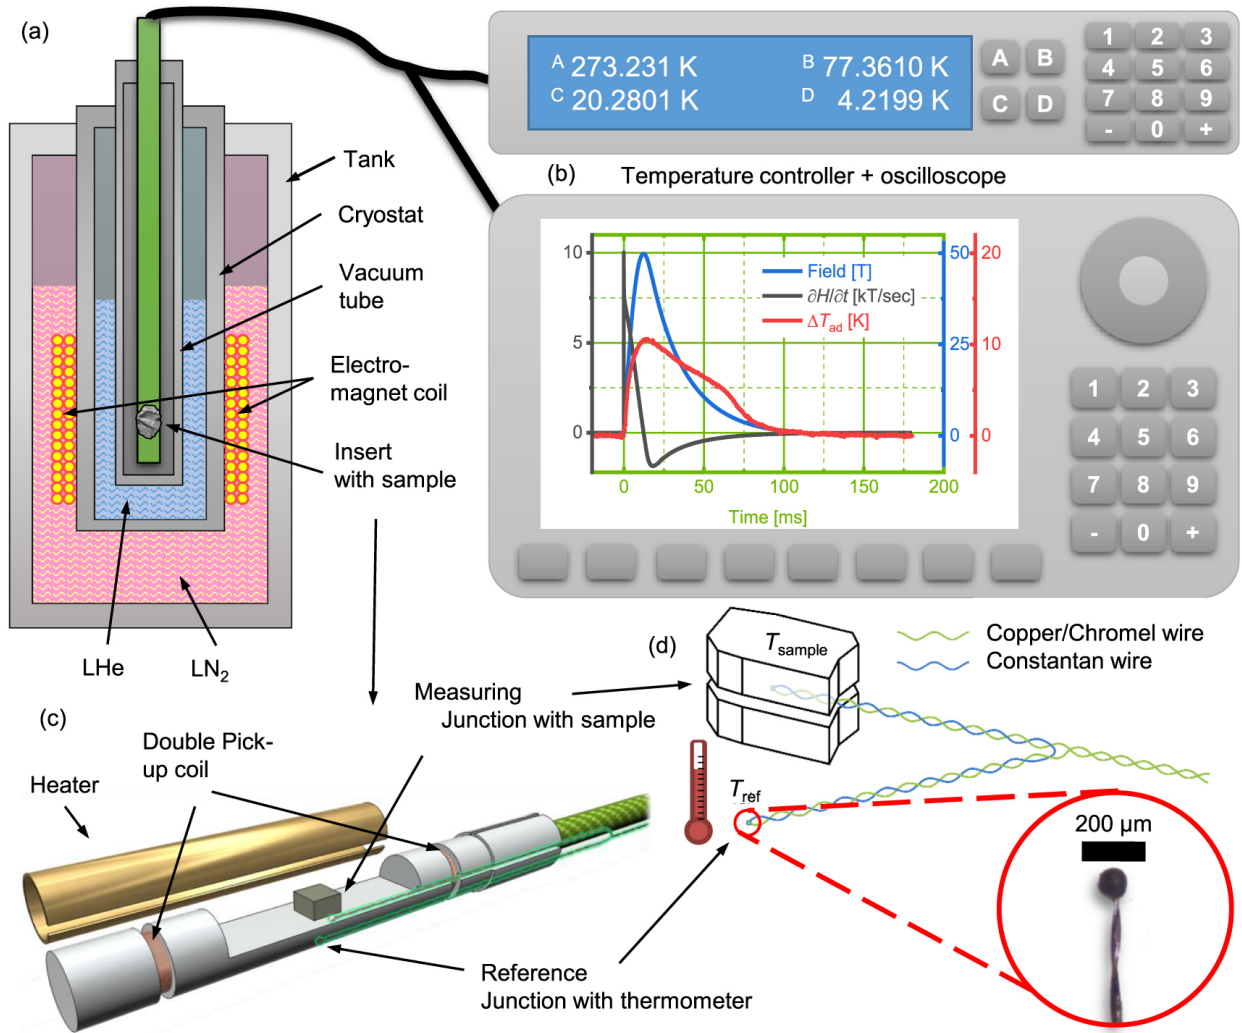 (a)
A 273.231 K
B 77.3610 K
C 20.2801 K
D 4.2199 K
A B
C D
1 2 3
4 5 6
7 8 9
- 0 +
Tank
Cryostat
Vacuum
tube
Electro-
magnet coil
Insert
with sample
LHe
LN2
(b)
Temperature controller + oscilloscope
10
5
0
50
25
0
20
10
0
Field [T]
∂H/∂t [kT/sec]
ΔTad [K]
0 50 100 150 200
Time [ms]
1 2 3
4 5 6
7 8 9
- 0 +
(c)
Heater
Double Pick-
up coil
Measuring
Junction with sample
Reference
Junction with thermometer
(d)
Tsample
Copper/Chromel wire
Constantan wire
Tref
200 μm